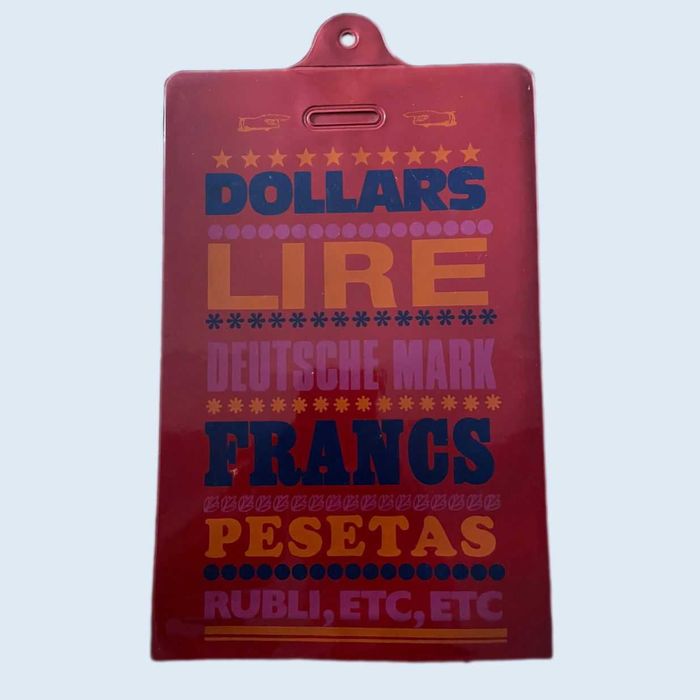 DOLLARS
LIRE
DEUTSCHE MARK
FRANCS
PESETAS
RUBLI, ETC, ETC